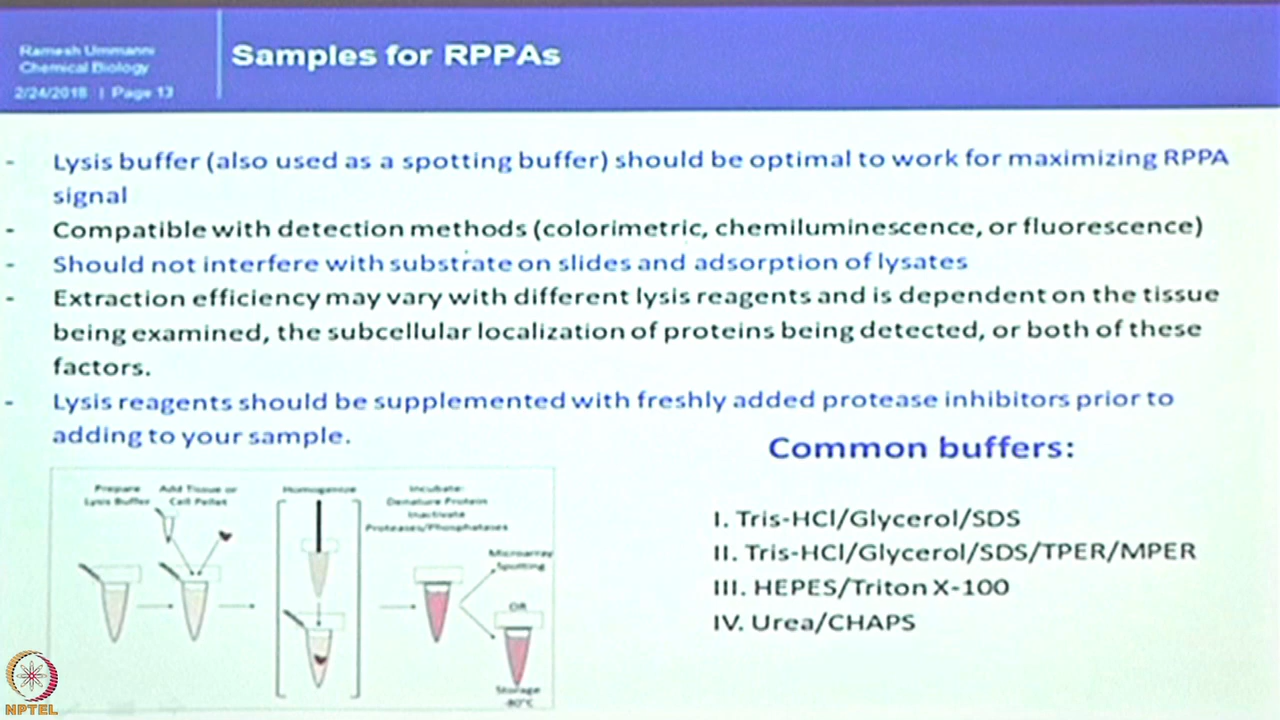 Ramesh Ummanni
Chemical Biology
2/24/2018 | Page 13
Samples for RPPAs
- Lysis buffer (also used as a spotting buffer) should be optimal to work for maximizing RPPA
signal
- Compatible with detection methods (colorimetric, chemiluminescence, or fluorescence)
- Should not interfere with substrate on slides and adsorption of lysates
- Extraction efficiency may vary with different lysis reagents and is dependent on the tissue
being examined, the subcellular localization of proteins being detected, or both of these
factors.
- Lysis reagents should be supplemented with freshly added protease inhibitors prior to
adding to your sample.
Prepare
Lysis Buffer
Add Tissue or
Cell Pellet
Homogenize
Incubate:
Denature Protein
Inactivate
Proteases/Phosphatases
Microarray
Spotting
OR
Storage
-80°C
Common buffers:
I. Tris-HCl/Glycerol/SDS
II. Tris-HCl/Glycerol/SDS/TPER/MPER
III. HEPES/Triton X-100
IV. Urea/CHAPS
NPTEL